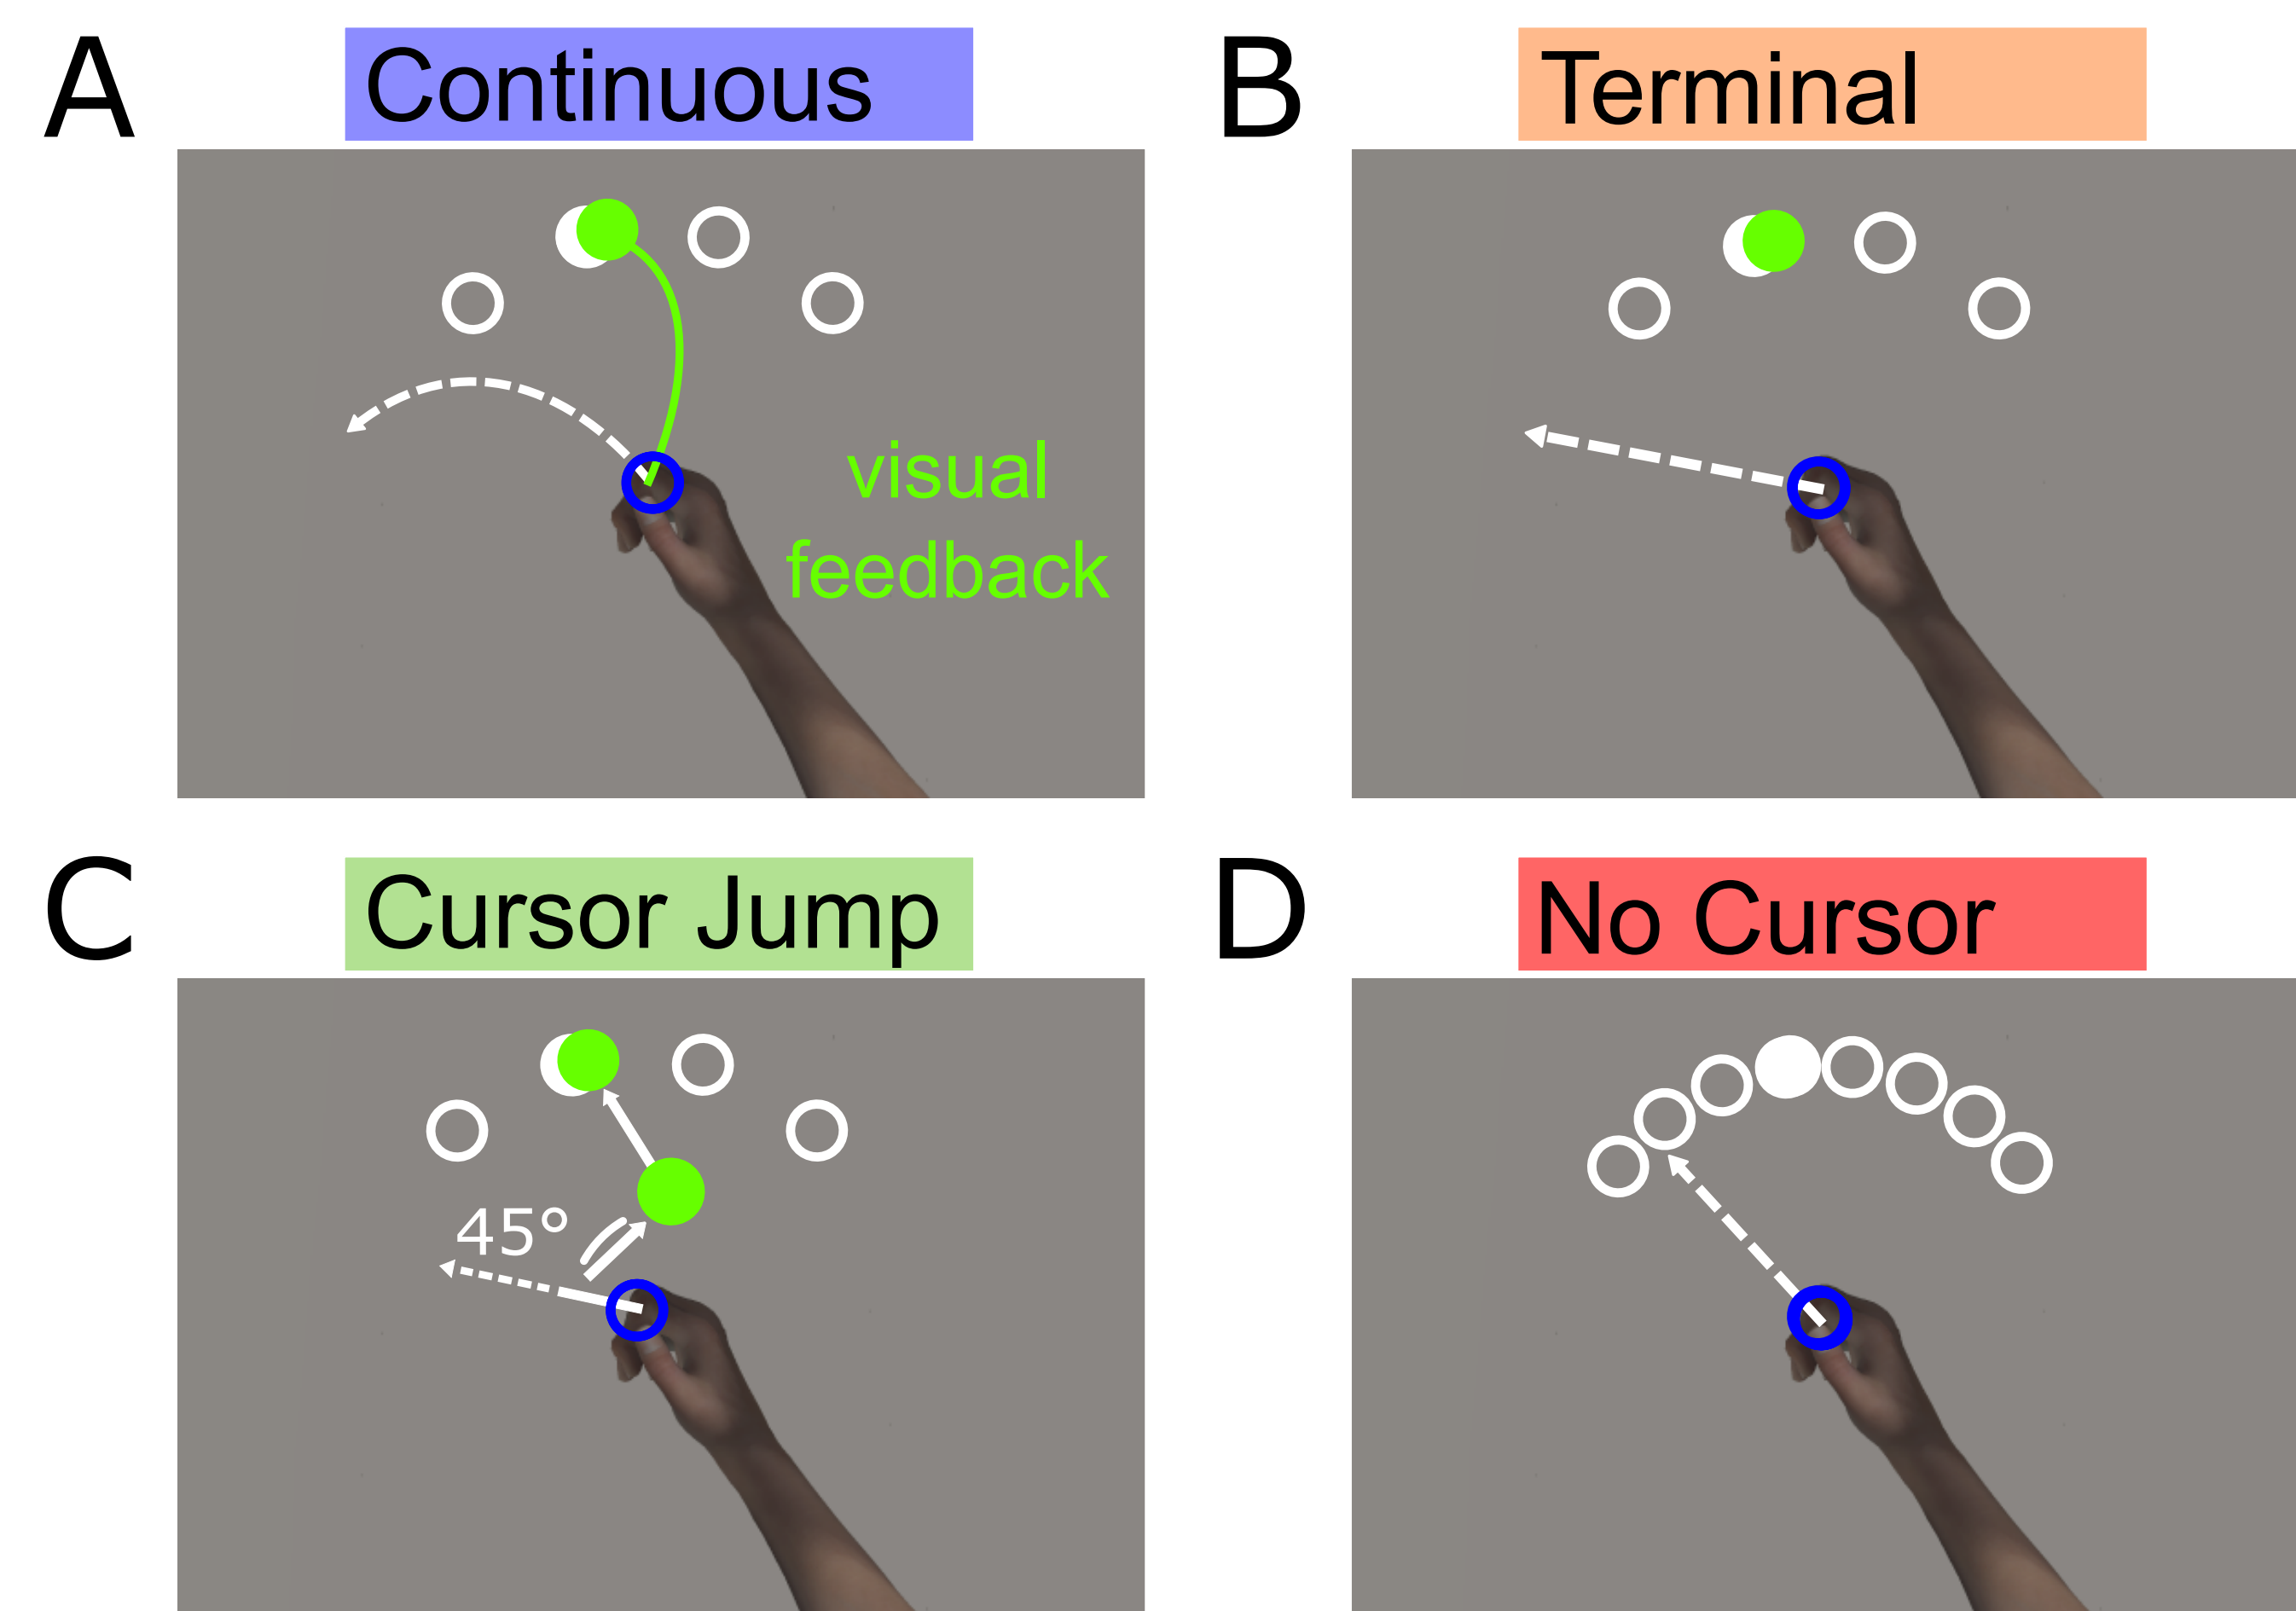 A
Continuous
B
Terminal
visual
feedback
C
Cursor Jump
D
No Cursor
45°